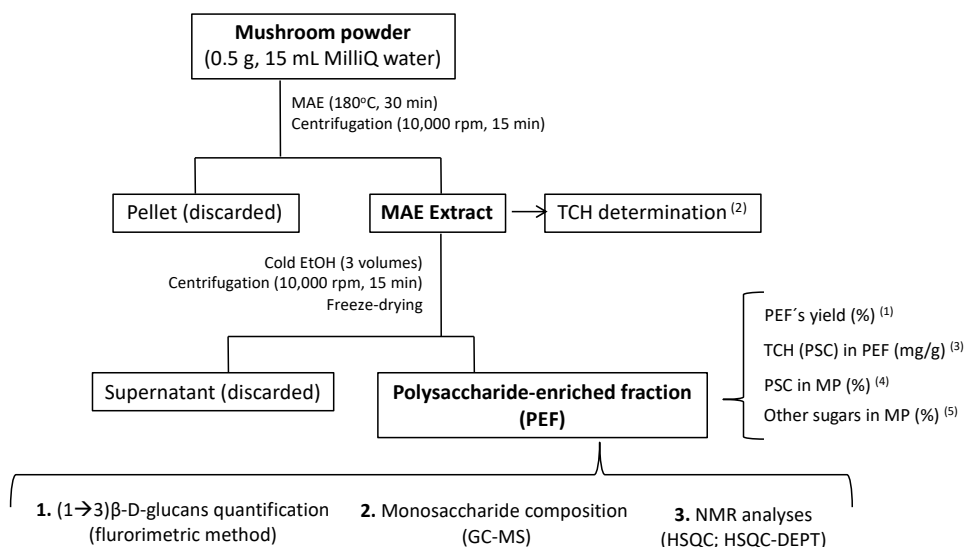 Mushroom powder
(0.5 g, 15 mL MilliQ water)
MAE (180ºC, 30 min)
Centrifugation (10,000 rpm, 15 min)
Pellet (discarded)
MAE Extract
TCH determination (2)
Cold EtOH (3 volumes)
Centrifugation (10,000 rpm, 15 min)
Freeze-drying
Supernatant (discarded)
Polysaccharide-enriched fraction
(PEF)
PEF´s yield (%) (1)
TCH (PSC) in PEF (mg/g) (3)
PSC in MP (%) (4)
Other sugars in MP (%) (5)
1. (1→3)β-D-glucans quantification
(flurorimetric method)
2. Monosaccharide composition
(GC-MS)
3. NMR analyses
(HSQC; HSQC-DEPT)